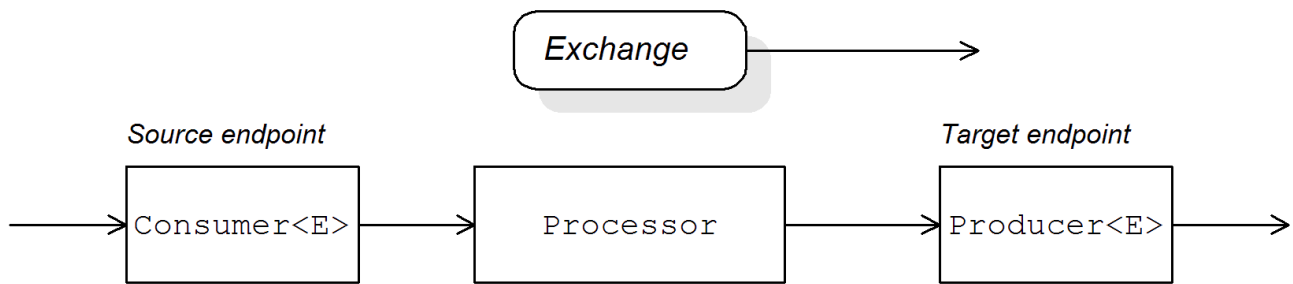 Exchange
Source endpoint
Target endpoint
Consumer<E>
Processor
Producer<E>